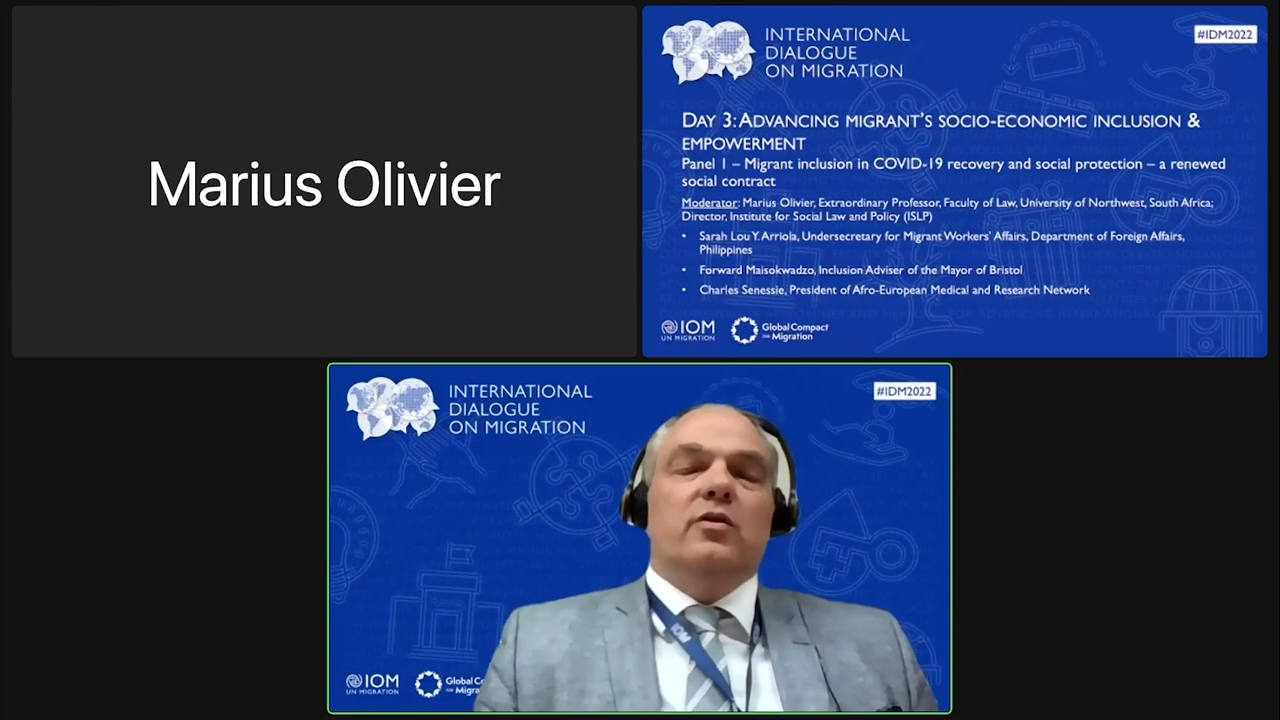 Marius Olivier
INTERNATIONAL
DIALOGUE
ON MIGRATION
#IDM2022
DAY 3: ADVANCING MIGRANT'S SOCIO-ECONOMIC INCLUSION &
EMPOWERMENT
Panel 1 – Migrant inclusion in COVID-19 recovery and social protection – a renewed
social contract
Moderator: Marius Olivier, Extraordinary Professor, Faculty of Law, University of Northwest, South Africa;
Director, Institute for Social Law and Policy (ISLP)
• Sarah Lou Y. Arriola, Undersecretary for Migrant Workers' Affairs, Department of Foreign Affairs,
Philippines
• Forward Maisokwadzo, Inclusion Adviser of the Mayor of Bristol
• Charles Senessie, President of Afro-European Medical and Research Network
IOM
UN MIGRATION
Global Compact
FOR Migration
INTERNATIONAL
DIALOGUE
ON MIGRATION
#IDM2022
IOM
IOM
UN MIGRATION
Global C
FOR Migra